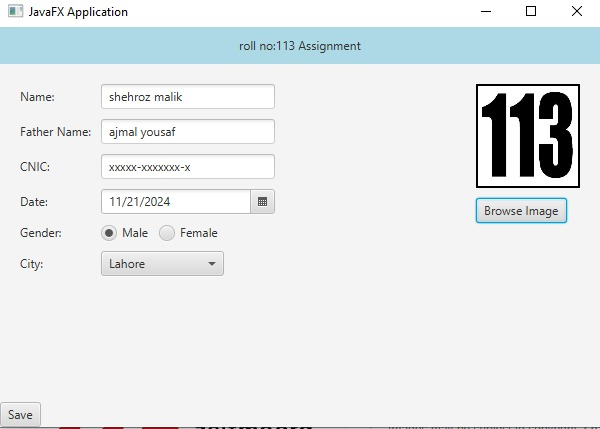 JavaFX Application
roll no:113 Assignment
Name: shehroz malik
Father Name: ajmal yousaf
CNIC: xxxxx-xxxxxxx-x
Date: 11/21/2024
Gender: Male Female
City: Lahore
113
Browse Image
Save